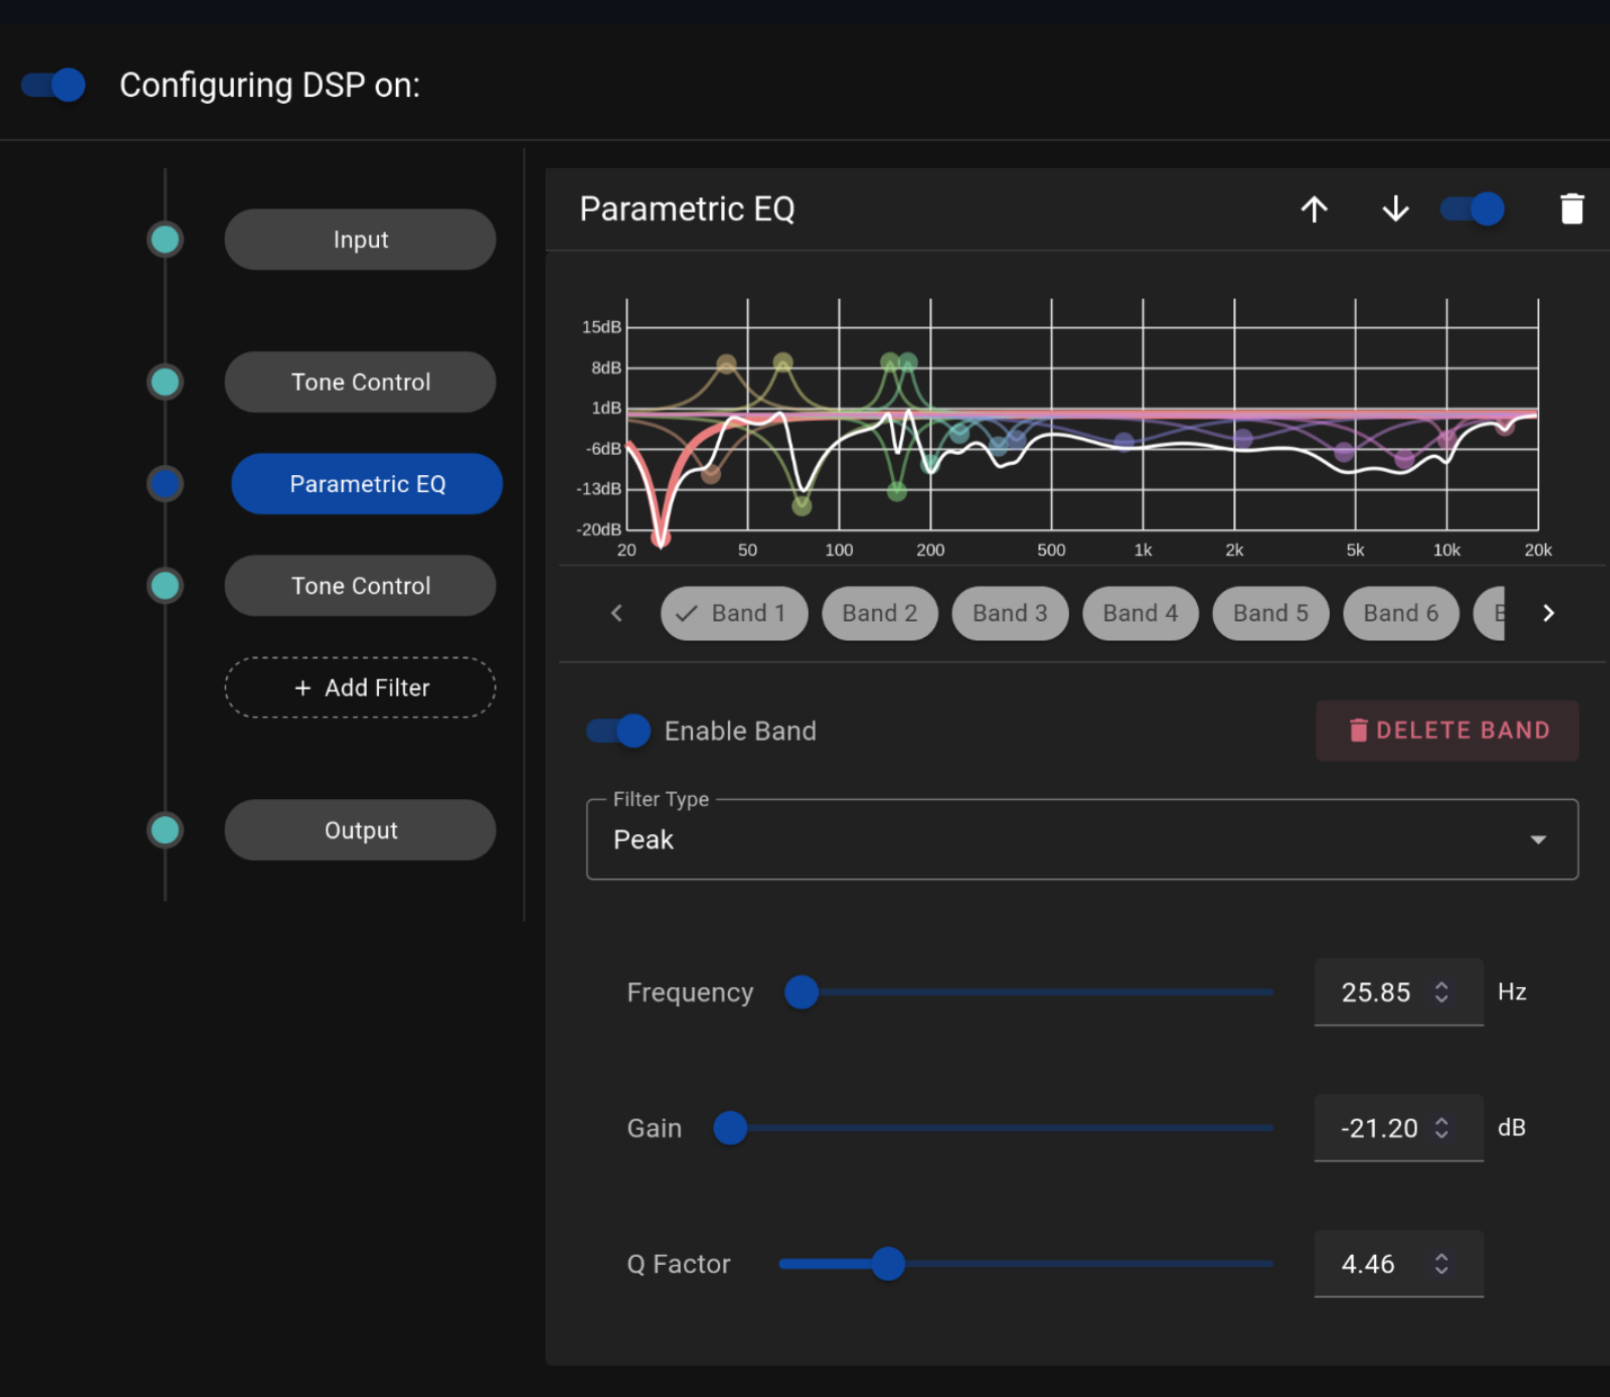 Configuring DSP on:
Input
Tone Control
Parametric EQ
Tone Control
+ Add Filter
Output
Parametric EQ
15dB
8dB
1dB
-6dB
-13dB
-20dB
20 50 100 200 500 1k 2k 5k 10k 20k
Band 1 Band 2 Band 3 Band 4 Band 5 Band 6
Enable Band
DELETE BAND
Filter Type
Peak
Frequency 25.85 Hz
Gain -21.20 dB
Q Factor 4.46